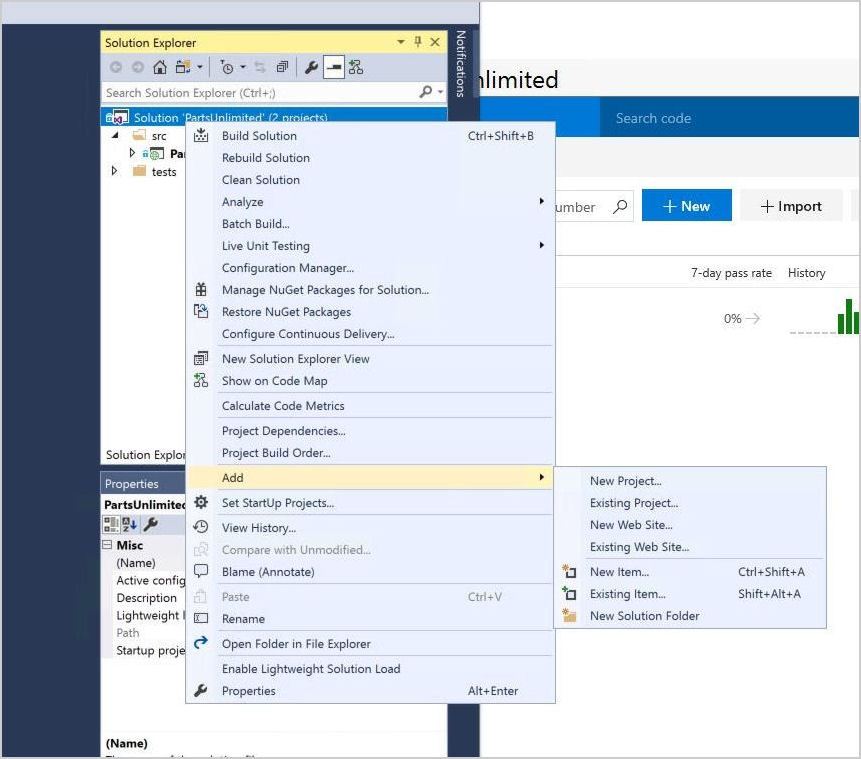 Solution Explorer
Notifications
Search Solution Explorer (Ctrl+;)
Solution 'PartsUnlimited' (2 projects)
src
Pa
tests
Build Solution Ctrl+Shift+B
Rebuild Solution
Clean Solution
Analyze
Batch Build...
Live Unit Testing
Configuration Manager...
Manage NuGet Packages for Solution...
Restore NuGet Packages
Configure Continuous Delivery...
New Solution Explorer View
Show on Code Map
Calculate Code Metrics
Project Dependencies...
Project Build Order...
Add
Set StartUp Projects...
View History...
Compare with Unmodified...
Blame (Annotate)
Paste Ctrl+V
Rename
Open Folder in File Explorer
Enable Lightweight Solution Load
Properties Alt+Enter
New Project...
Existing Project...
New Web Site...
Existing Web Site...
New Item... Ctrl+Shift+A
Existing Item... Shift+Alt+A
New Solution Folder
Solution Explor
Properties
PartsUnlimited
Misc
(Name)
Active config
Description
Lightweight l
Path
Startup proje
(Name)
nlimited
Search code
umber
+ New
+ Import
7-day pass rate History
0%